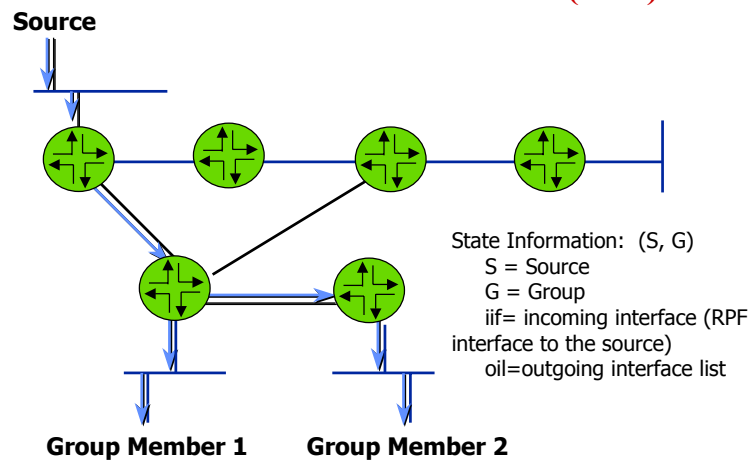 Source
State Information: (S, G)
S = Source
G = Group
iif= incoming interface (RPF
interface to the source)
oil=outgoing interface list
Group Member 1 Group Member 2